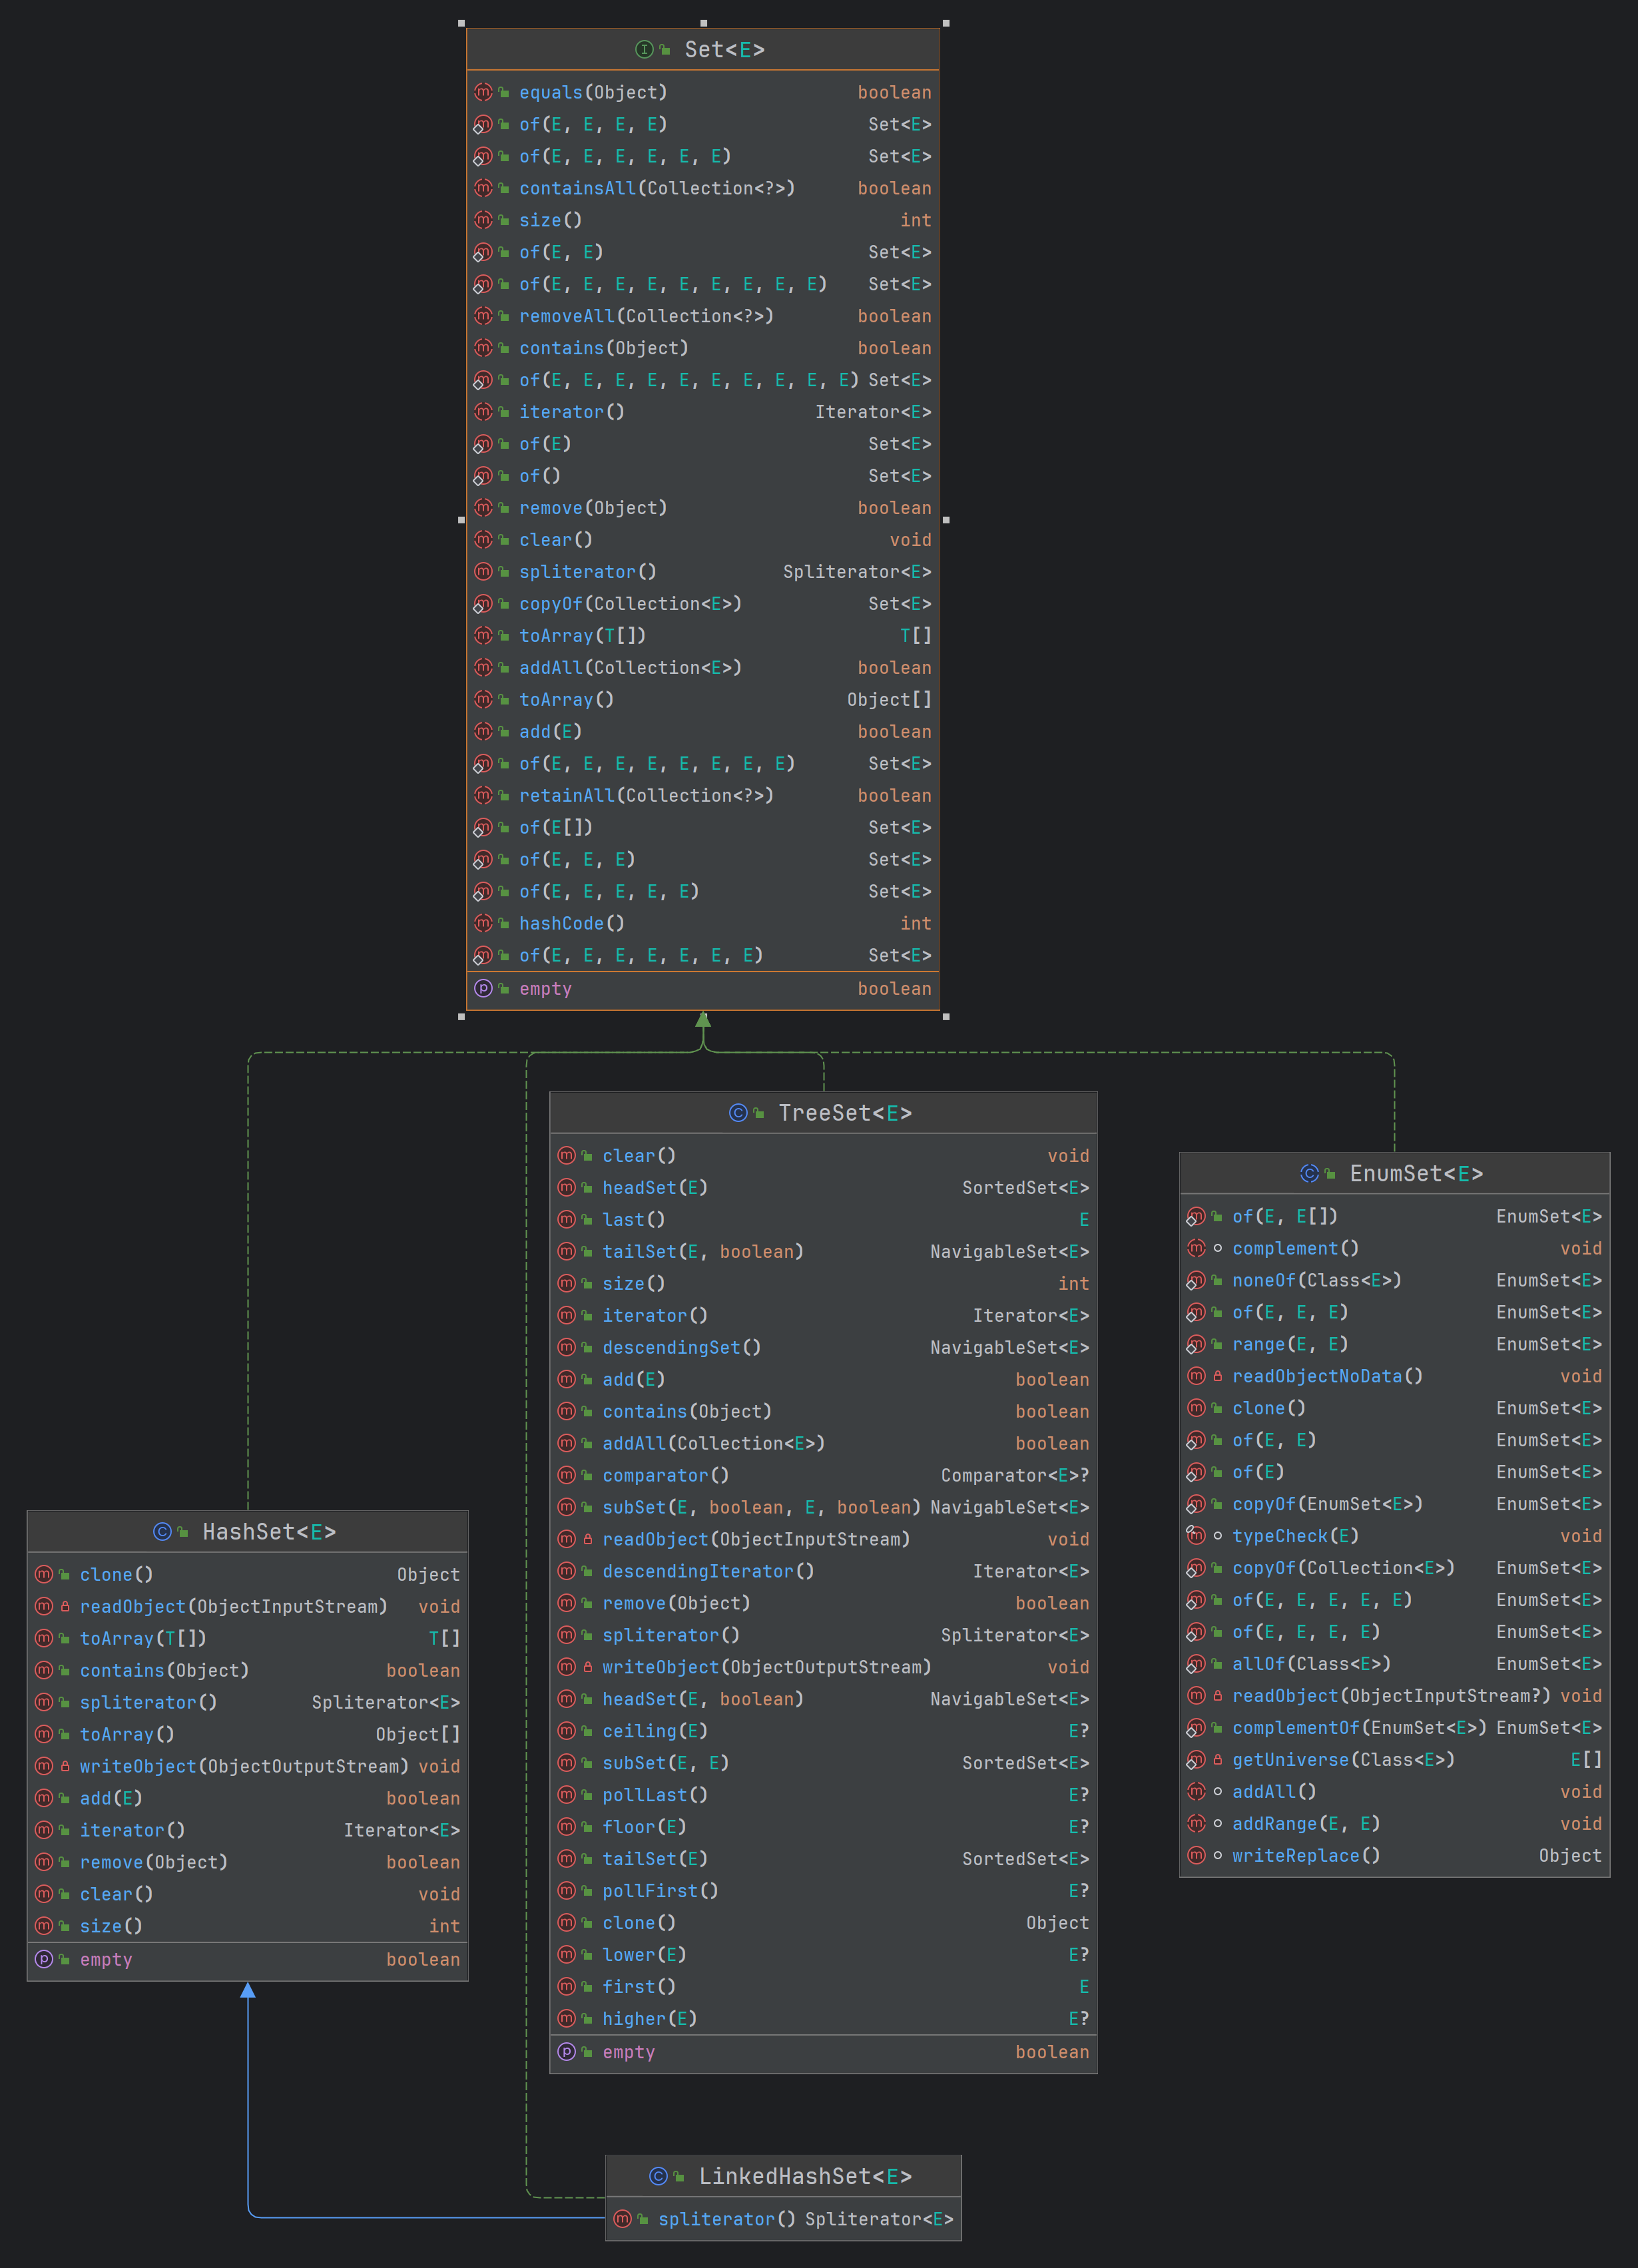 Set<E>
equals(Object) boolean
of(E, E, E, E) Set<E>
of(E, E, E, E, E, E) Set<E>
containsAll(Collection<?>) boolean
size() int
of(E, E) Set<E>
of(E, E, E, E, E, E, E, E, E) Set<E>
removeAll(Collection<?>) boolean
contains(Object) boolean
of(E, E, E, E, E, E, E, E, E, E) Set<E>
iterator() Iterator<E>
of(E) Set<E>
of() Set<E>
remove(Object) boolean
clear() void
spliterator() Spliterator<E>
copyOf(Collection<E>) Set<E>
toArray(T[]) T[]
addAll(Collection<E>) boolean
toArray() Object[]
add(E) boolean
of(E, E, E, E, E, E, E, E) Set<E>
retainAll(Collection<?>) boolean
of(E[]) Set<E>
of(E, E, E) Set<E>
of(E, E, E, E, E) Set<E>
hashCode() int
of(E, E, E, E, E, E, E) Set<E>
empty boolean
TreeSet<E>
clear() void
headSet(E) SortedSet<E>
last() E
tailSet(E, boolean) NavigableSet<E>
size() int
iterator() Iterator<E>
descendingSet() NavigableSet<E>
add(E) boolean
contains(Object) boolean
addAll(Collection<E>) boolean
comparator() Comparator<E>?
subSet(E, boolean, E, boolean) NavigableSet<E>
readObject(ObjectInputStream) void
descendingIterator() Iterator<E>
remove(Object) boolean
spliterator() Spliterator<E>
writeObject(ObjectOutputStream) void
headSet(E, boolean) NavigableSet<E>
ceiling(E) E?
subSet(E, E) SortedSet<E>
pollLast() E?
floor(E) E?
tailSet(E) SortedSet<E>
pollFirst() E?
clone() Object
lower(E) E?
first() E
higher(E) E?
empty boolean
EnumSet<E>
of(E, E[]) EnumSet<E>
complement() void
noneOf(Class<E>) EnumSet<E>
of(E, E, E) EnumSet<E>
range(E, E) EnumSet<E>
readObjectNoData() void
clone() EnumSet<E>
of(E, E) EnumSet<E>
of(E) EnumSet<E>
copyOf(EnumSet<E>) EnumSet<E>
typeCheck(E) void
copyOf(Collection<E>) EnumSet<E>
of(E, E, E, E, E) EnumSet<E>
of(E, E, E, E) EnumSet<E>
allOf(Class<E>) EnumSet<E>
readObject(ObjectInputStream?) void
complementOf(EnumSet<E>) EnumSet<E>
getUniverse(Class<E>) E[]
addAll() void
addRange(E, E) void
writeReplace() Object
HashSet<E>
clone() Object
readObject(ObjectInputStream) void
toArray(T[]) T[]
contains(Object) boolean
spliterator() Spliterator<E>
toArray() Object[]
writeObject(ObjectOutputStream) void
add(E) boolean
iterator() Iterator<E>
remove(Object) boolean
clear() void
size() int
empty boolean
LinkedHashSet<E>
spliterator() Spliterator<E>